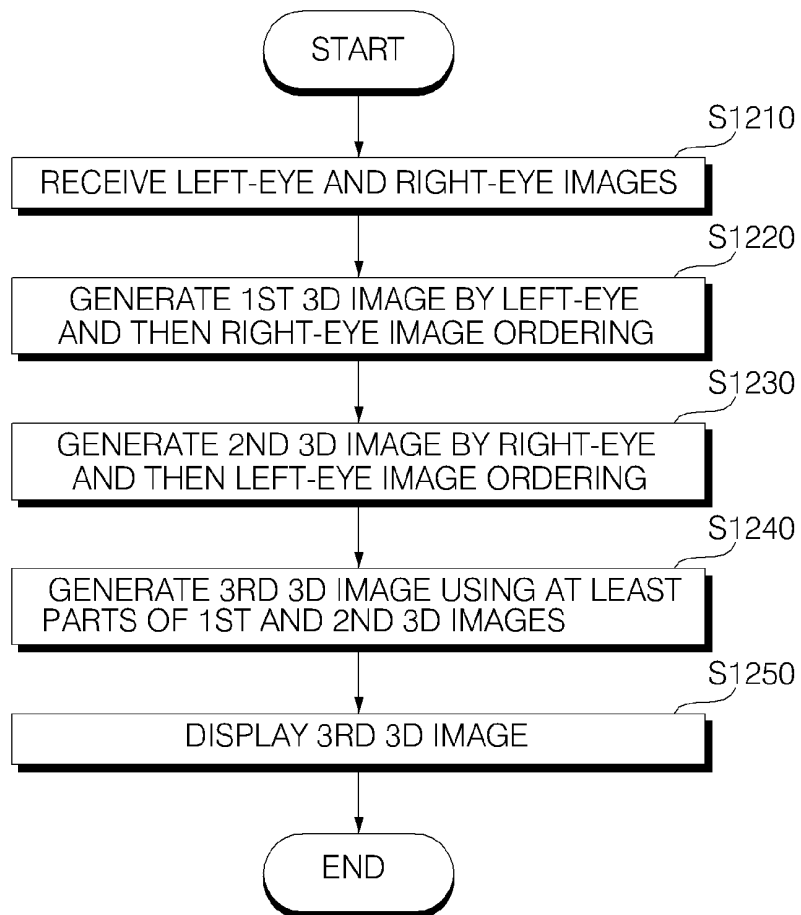 START
S1210
RECEIVE LEFT-EYE AND RIGHT-EYE IMAGES
S1220
GENERATE 1ST 3D IMAGE BY LEFT-EYE
AND THEN RIGHT-EYE IMAGE ORDERING
S1230
GENERATE 2ND 3D IMAGE BY RIGHT-EYE
AND THEN LEFT-EYE IMAGE ORDERING
S1240
GENERATE 3RD 3D IMAGE USING AT LEAST
PARTS OF 1ST AND 2ND 3D IMAGES
S1250
DISPLAY 3RD 3D IMAGE
END